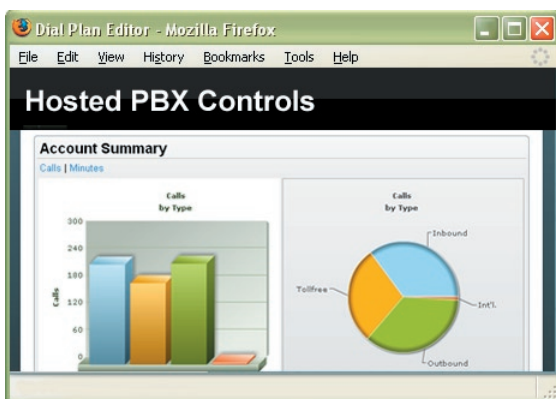 Dial Plan Editor - Mozilla Firefox
File Edit View History Bookmarks Tools Help
Hosted PBX Controls
Account Summary
Calls | Minutes
Calls
by Type
300
240
180
120
60
0
Calls
Calls
by Type
Inbound
Tollfree
Int'l.
Outbound